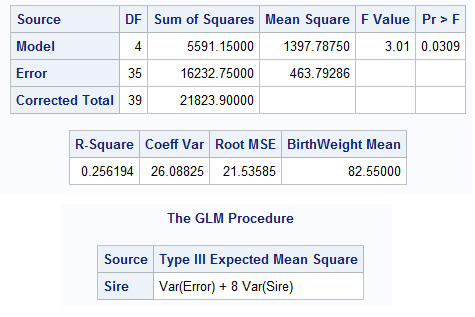 Source DF Sum of Squares Mean Square F Value Pr > F
Model 4 5591.15000 1397.78750 3.01 0.0309
Error 35 16232.75000 463.79286
Corrected Total 39 21823.90000
R-Square Coeff Var Root MSE BirthWeight Mean
0.256194 26.08825 21.53585 82.55000
The GLM Procedure
Source Type III Expected Mean Square
Sire Var(Error) + 8 Var(Sire)